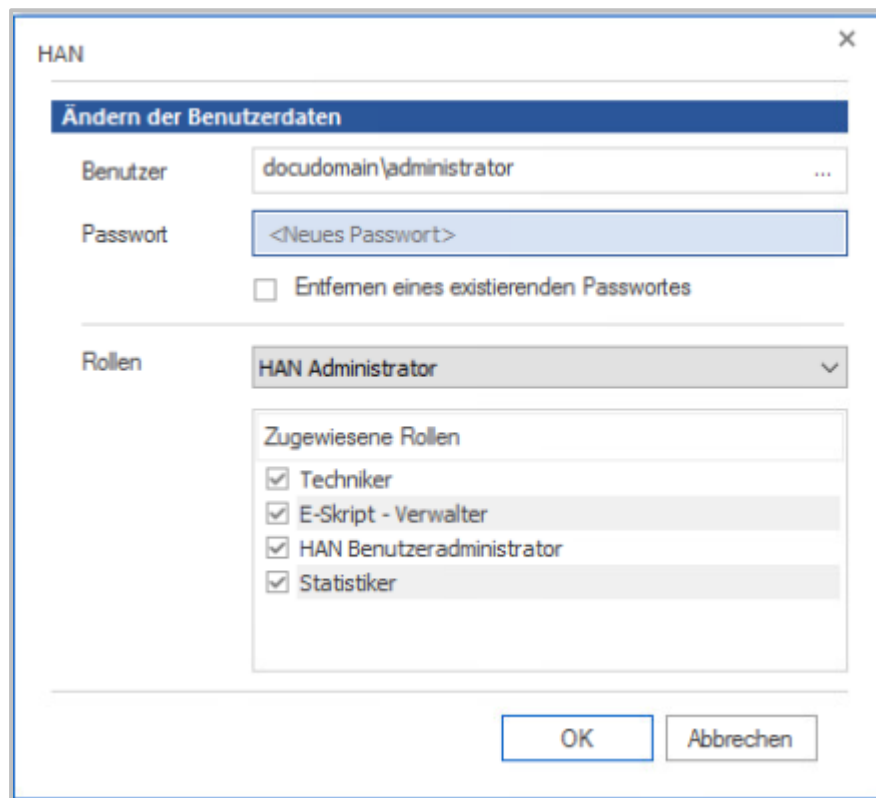 HAN
Ändern der Benutzerdaten
Benutzer docudomain\administrator ...
Passwort <Neues Passwort>
Entfernen eines existierenden Passwortes
Rollen HAN Administrator
Zugewiesene Rollen
Techniker
E-Skript - Verwalter
HAN Benutzeradministrator
Statistiker
OK Abbrechen